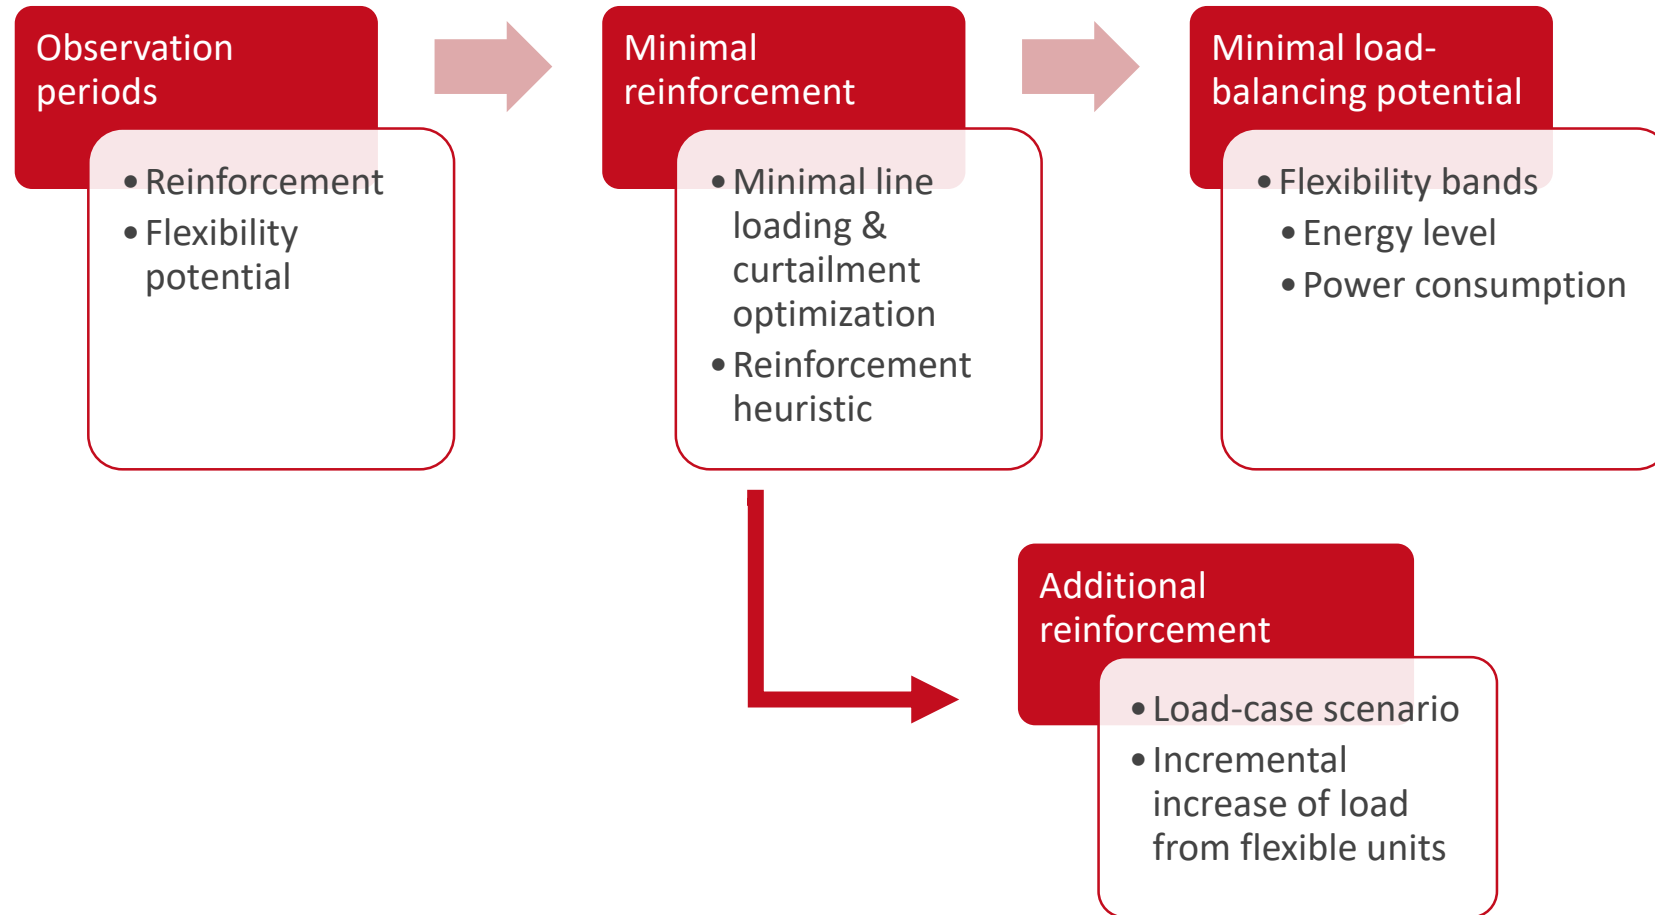 Observation
periods
• Reinforcement
• Flexibility
potential
Minimal
reinforcement
• Minimal line
loading &
curtailment
optimization
• Reinforcement
heuristic
Minimal load-
balancing potential
• Flexibility bands
• Energy level
• Power consumption
Additional
reinforcement
• Load-case scenario
• Incremental
increase of load
from flexible units